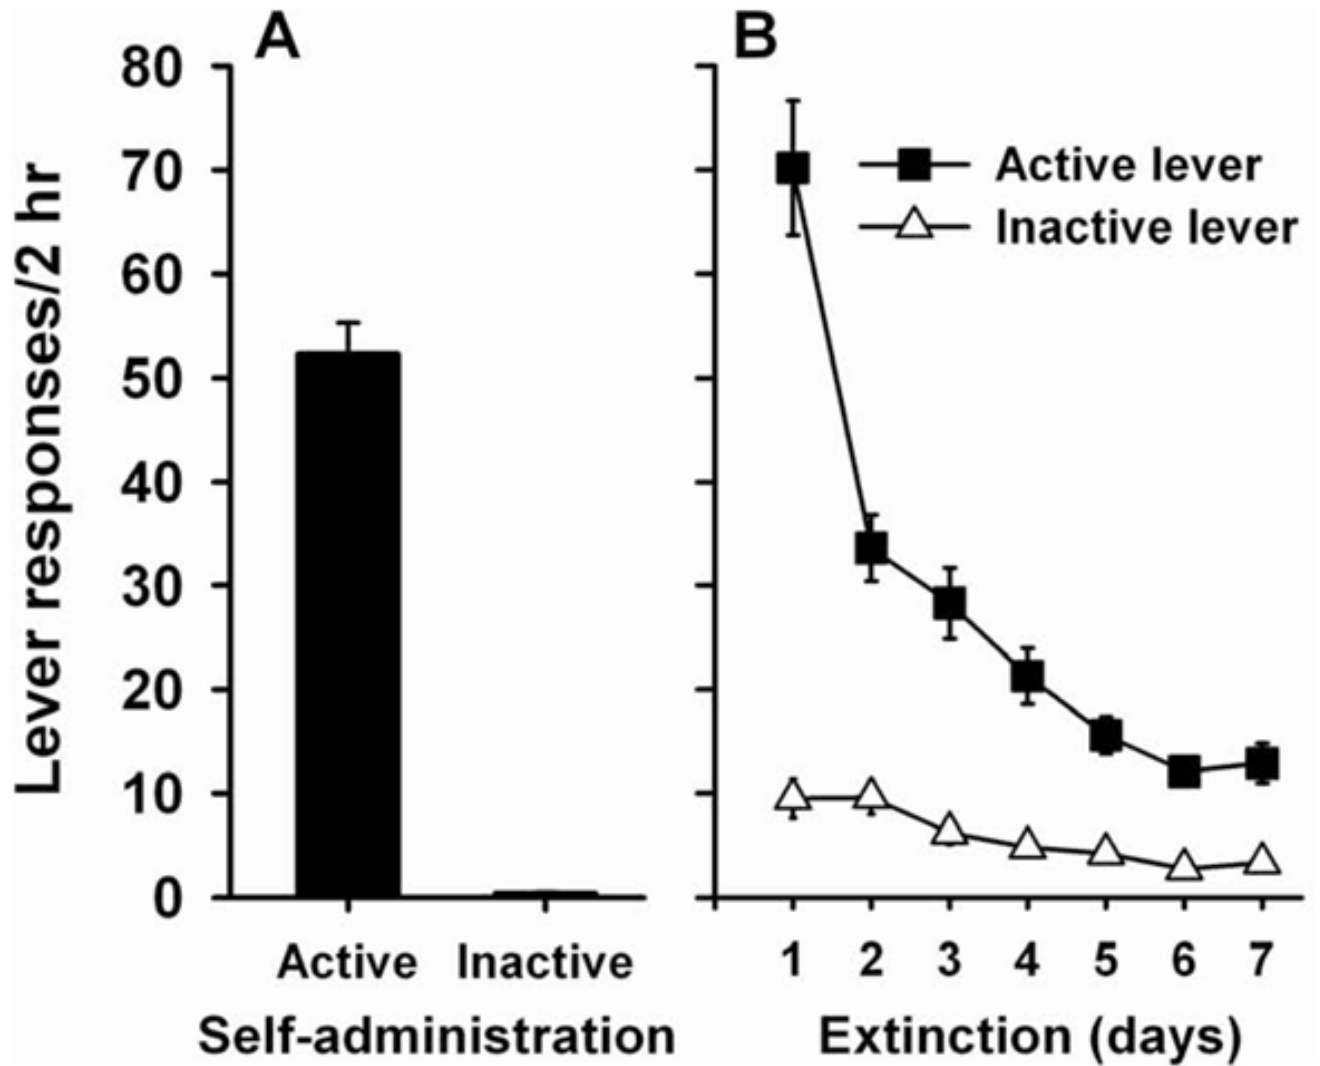 A
B
Lever responses/2 hr
80
70
60
50
40
30
20
10
0
Active lever
Inactive lever
Active Inactive
1 2 3 4 5 6 7
Self-administration
Extinction (days)